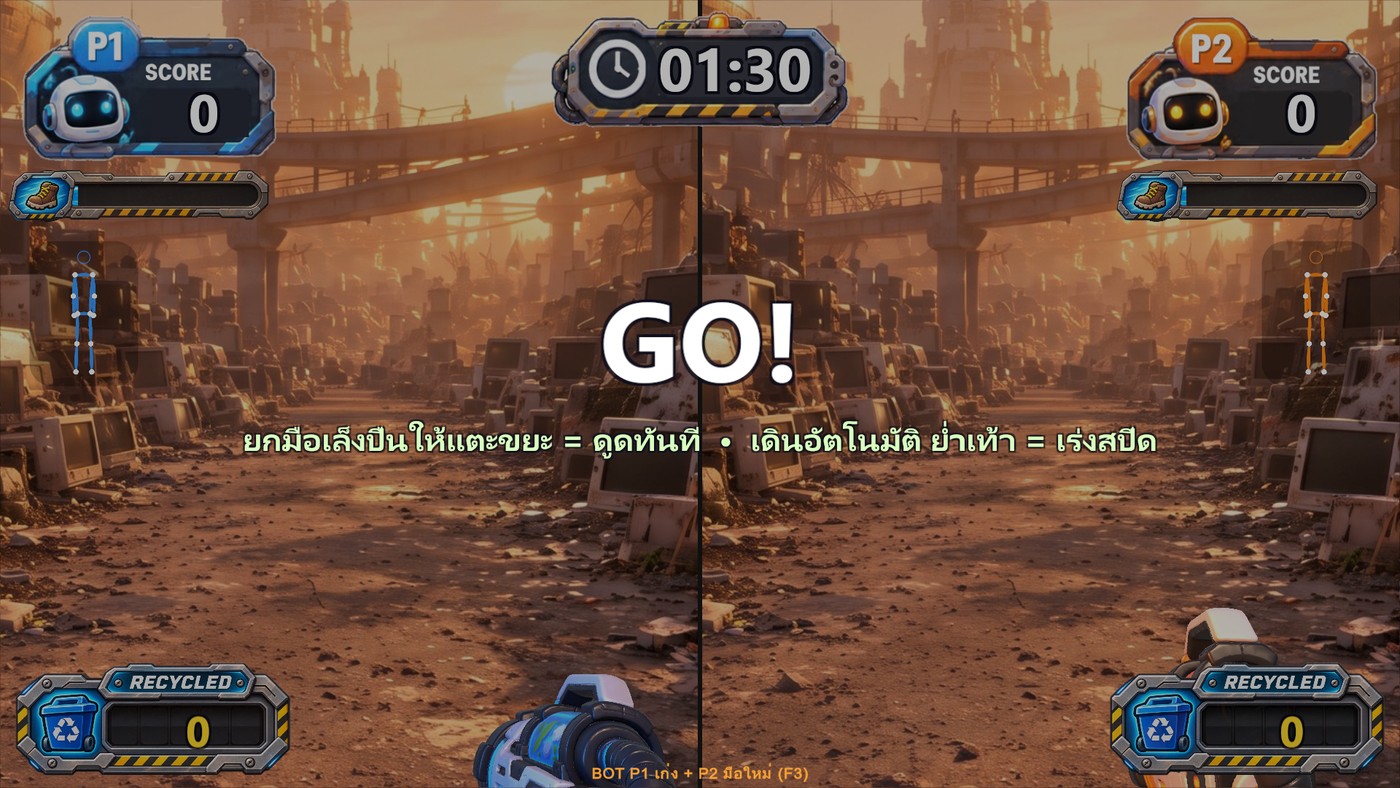 P1
SCORE
0
01:30
P2
SCORE
0
GO!
ยกมือเล็งปืนให้แตะขยะ = ดูดทันที • เดินอัตโนมัติ ย่ำเท้า = เร่งสปีด
RECYCLED
0
RECYCLED
0
BOT P1 เก่ง + P2 มือใหม่ (F3)